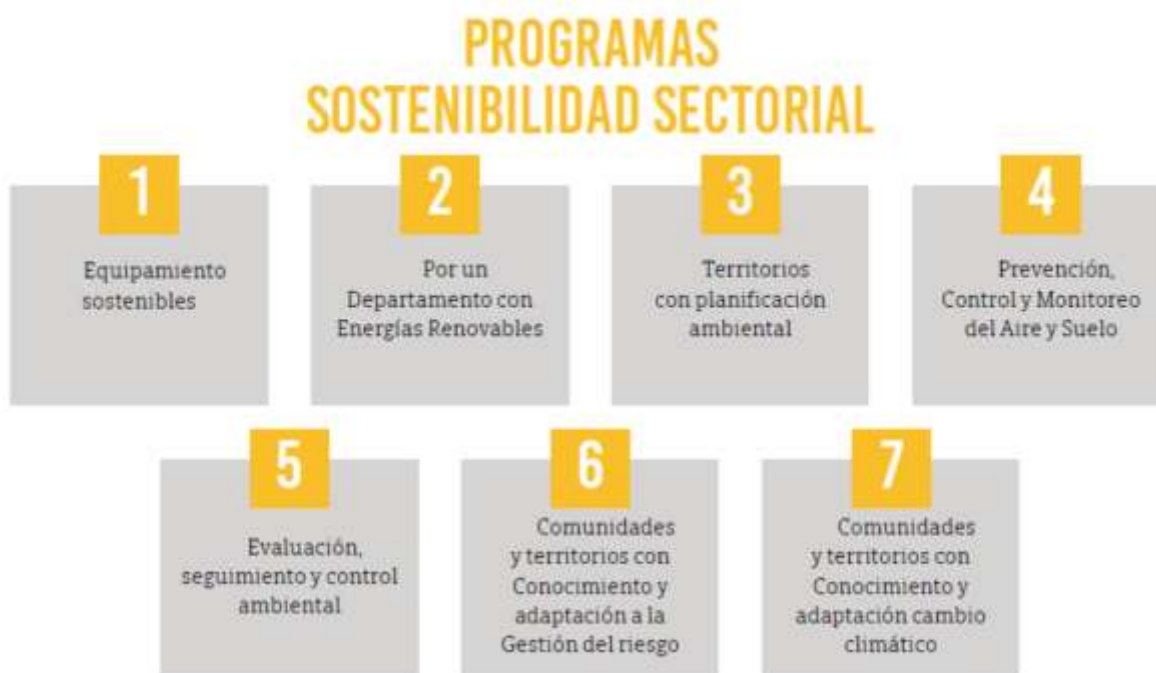 PROGRAMAS
SOSTENIBILIDAD SECTORIAL
1
Equipamiento
sostenibles
2
Por un
Departamento con
Energías Renovables
3
Territorios
con planificación
ambiental
4
Prevención,
Control y Monitoreo
del Aire y Suelo
5
Evaluación,
seguimiento y control
ambiental
6
Comunidades
y territorios con
Conocimiento y
adaptación a la
Gestión del riesgo
7
Comunidades
y territorios con
Conocimiento y
adaptación cambio
climático